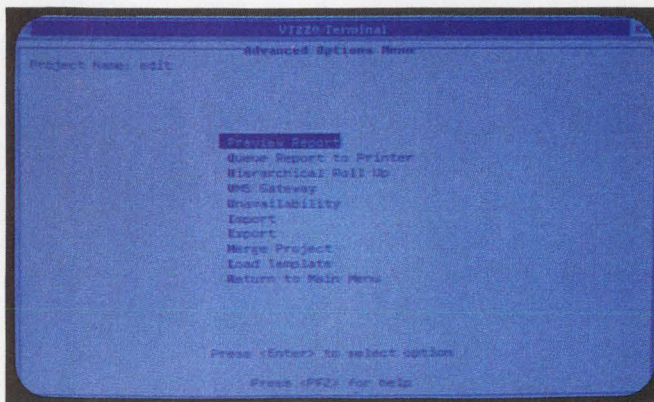 VT220 Terminal
Advanced Options Menu
Project Name: edit
Preview Report
Queue Report to Printer
Hierarchical Roll Up
VMS Gateway
Unavailability
Import
Export
Merge Project
Load Template
Return to Main Menu
Press <Enter> to select option
Press <PF2> for help